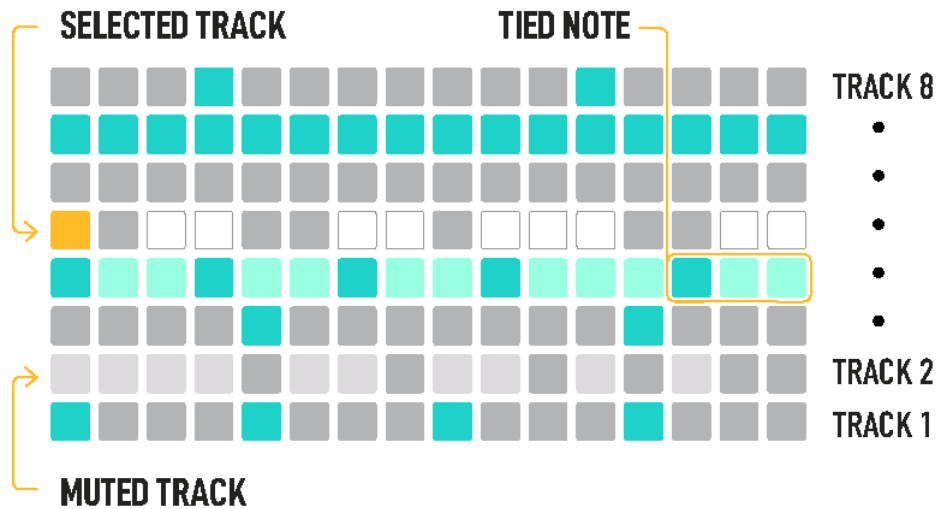 SELECTED TRACK
TIED NOTE
TRACK 8
TRACK 2
TRACK 1
MUTED TRACK